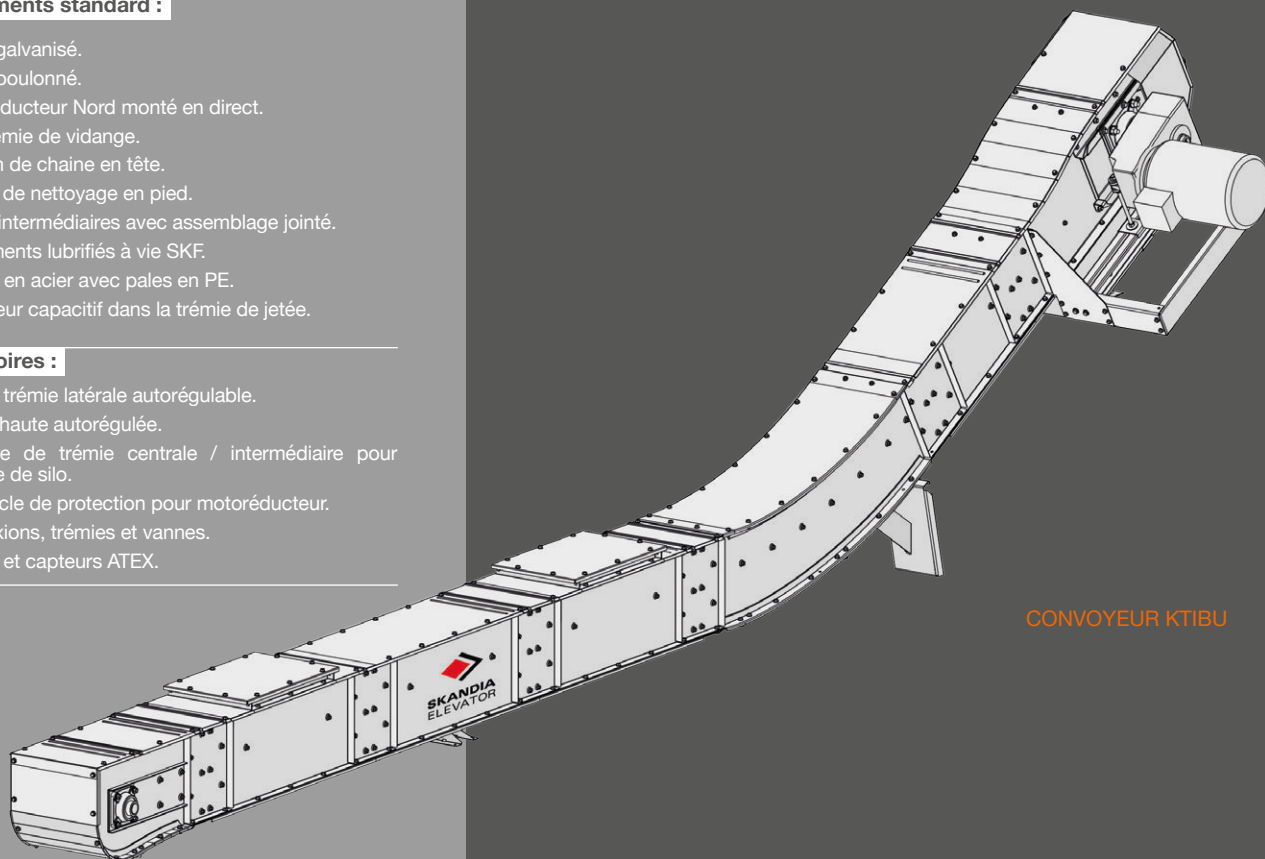 ments standard :
galvanisé.
boulonné.
ducteur Nord monté en direct.
émie de vidange.
n de chaine en tête.
de nettoyage en pied.
intermédiaires avec assemblage jointé.
ments lubrifiés à vie SKF.
en acier avec pales en PE.
eur capacitif dans la trémie de jetée.
oires :
trémie latérale autorégulable.
haute autorégulée.
e de trémie centrale / intermédiaire pour
e de silo.
cle de protection pour motoréducteur.
xions, trémies et vannes.
et capteurs ATEX.
SKANDIA
ELEVATOR
CONVOYEUR KTIBU